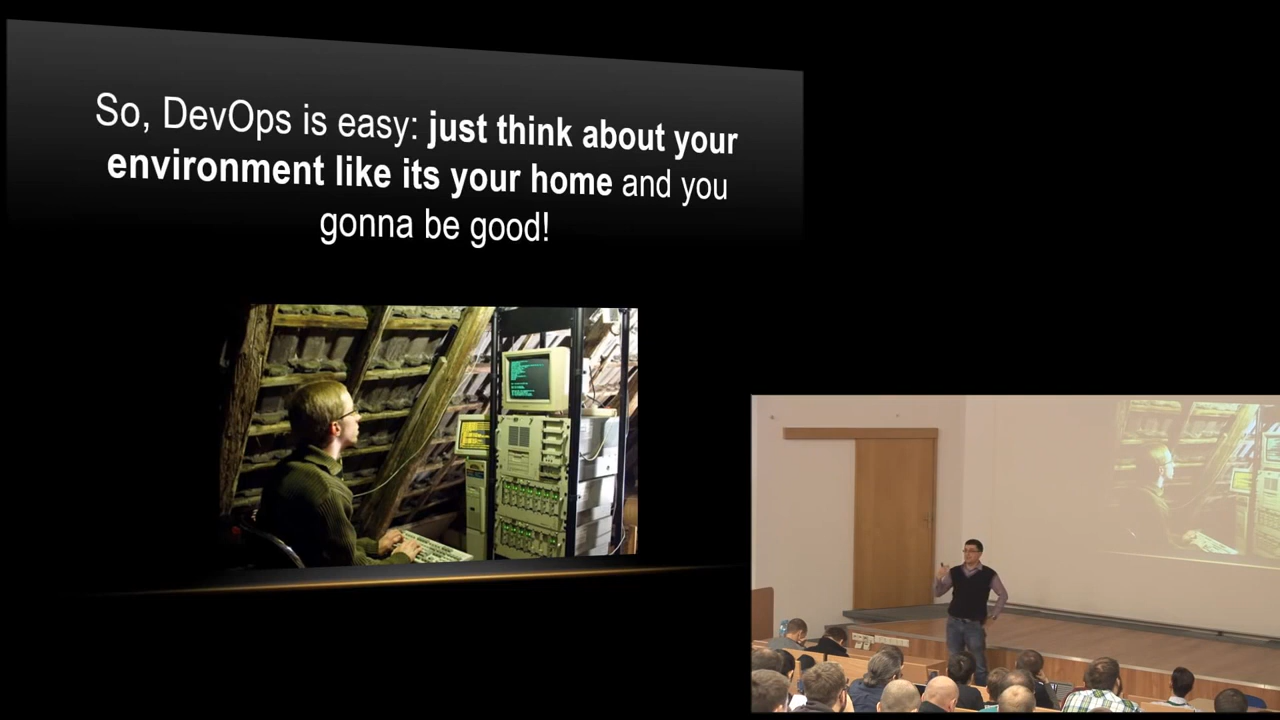 So, DevOps is easy: just think about your
environment like its your home and you
gonna be good!